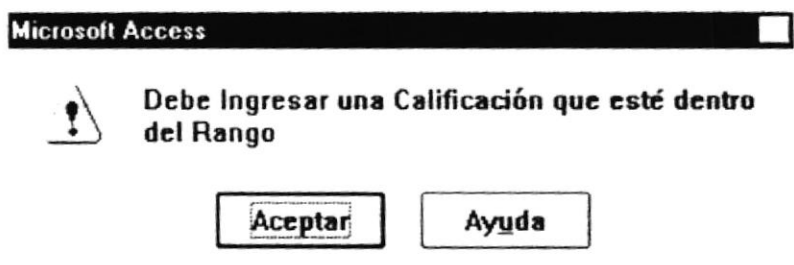 Microsoft Access
Debe Ingresar una Calificación que esté dentro
del Rango
Aceptar
Ayuda